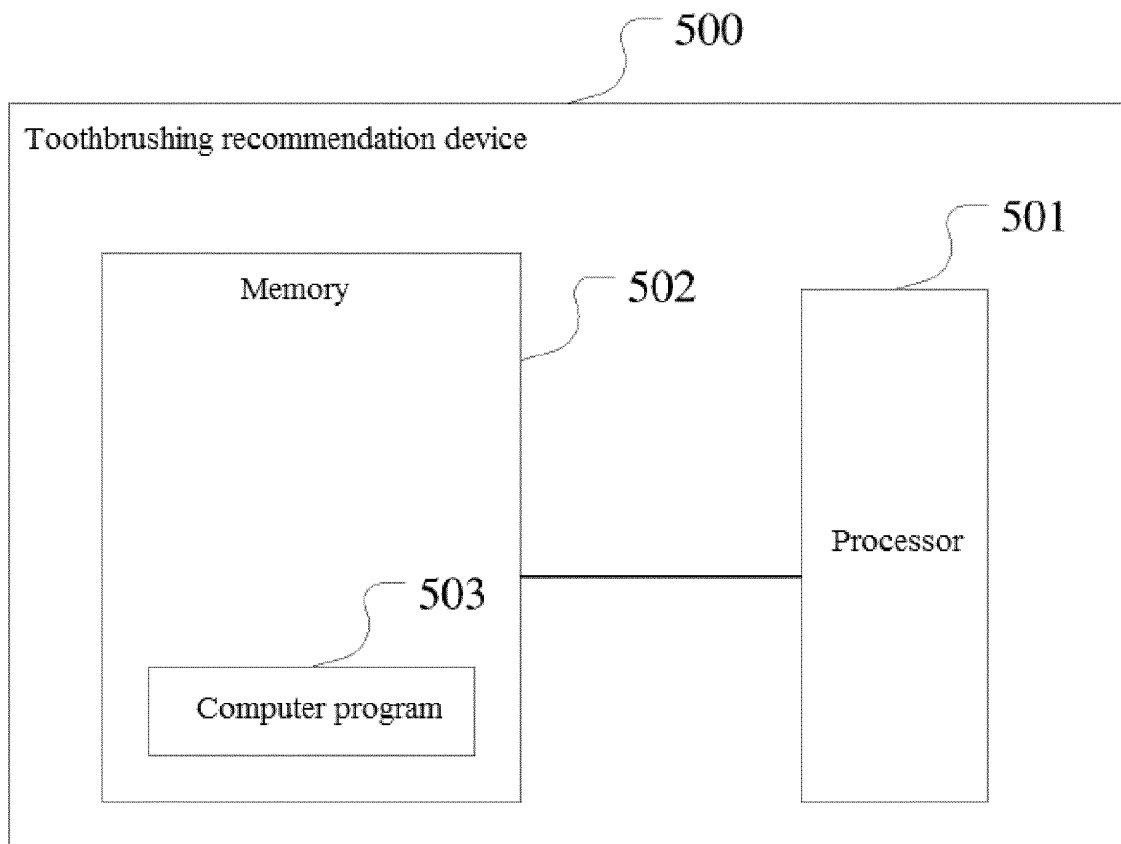 500
Toothbrushing recommendation device
501
Memory
502
Processor
503
Computer program